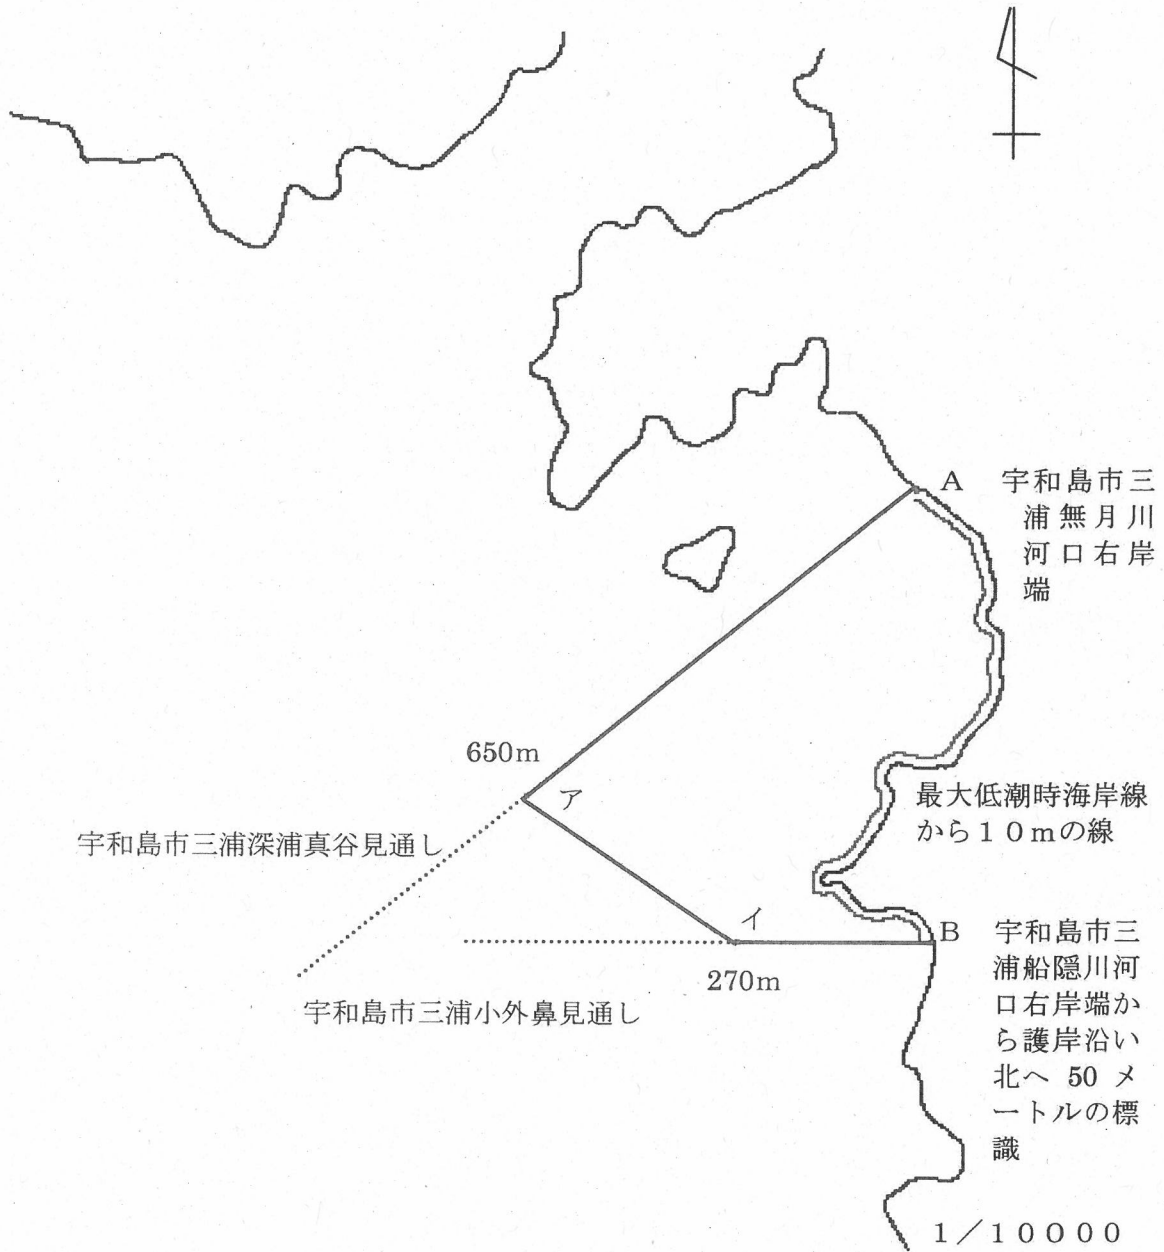 A
宇和島市三
浦無月川
河口右岸
端
650m
ア
宇和島市三浦深浦真谷見通し
最大低潮時海岸線
から10mの線
イ
B
宇和島市三
浦船隠川河
口右岸端か
ら護岸沿い
北へ 50 メ
ートルの標
識
270m
宇和島市三浦小外鼻見通し
1/10000